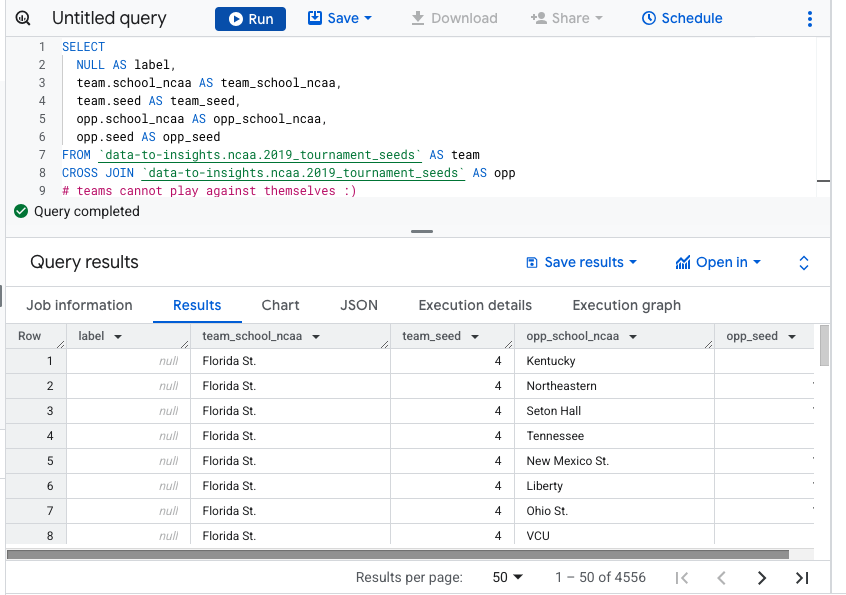 Untitled query Run Save Download Share Schedule
1 SELECT
2 NULL AS label,
3 team.school_ncaa AS team_school_ncaa,
4 team.seed AS team_seed,
5 opp.school_ncaa AS opp_school_ncaa,
6 opp.seed AS opp_seed
7 FROM `data-to-insights.ncaa.2019_tournament_seeds` AS team
8 CROSS JOIN `data-to-insights.ncaa.2019_tournament_seeds` AS opp
9 # teams cannot play against themselves :)
Query completed
Query results Save results Open in
Job information Results Chart JSON Execution details Execution graph
Row label team_school_ncaa team_seed opp_school_ncaa opp_seed
1 null Florida St. 4 Kentucky
2 null Florida St. 4 Northeastern
3 null Florida St. 4 Seton Hall
4 null Florida St. 4 Tennessee
5 null Florida St. 4 New Mexico St.
6 null Florida St. 4 Liberty
7 null Florida St. 4 Ohio St.
8 null Florida St. 4 VCU
Results per page: 50 1 – 50 of 4556